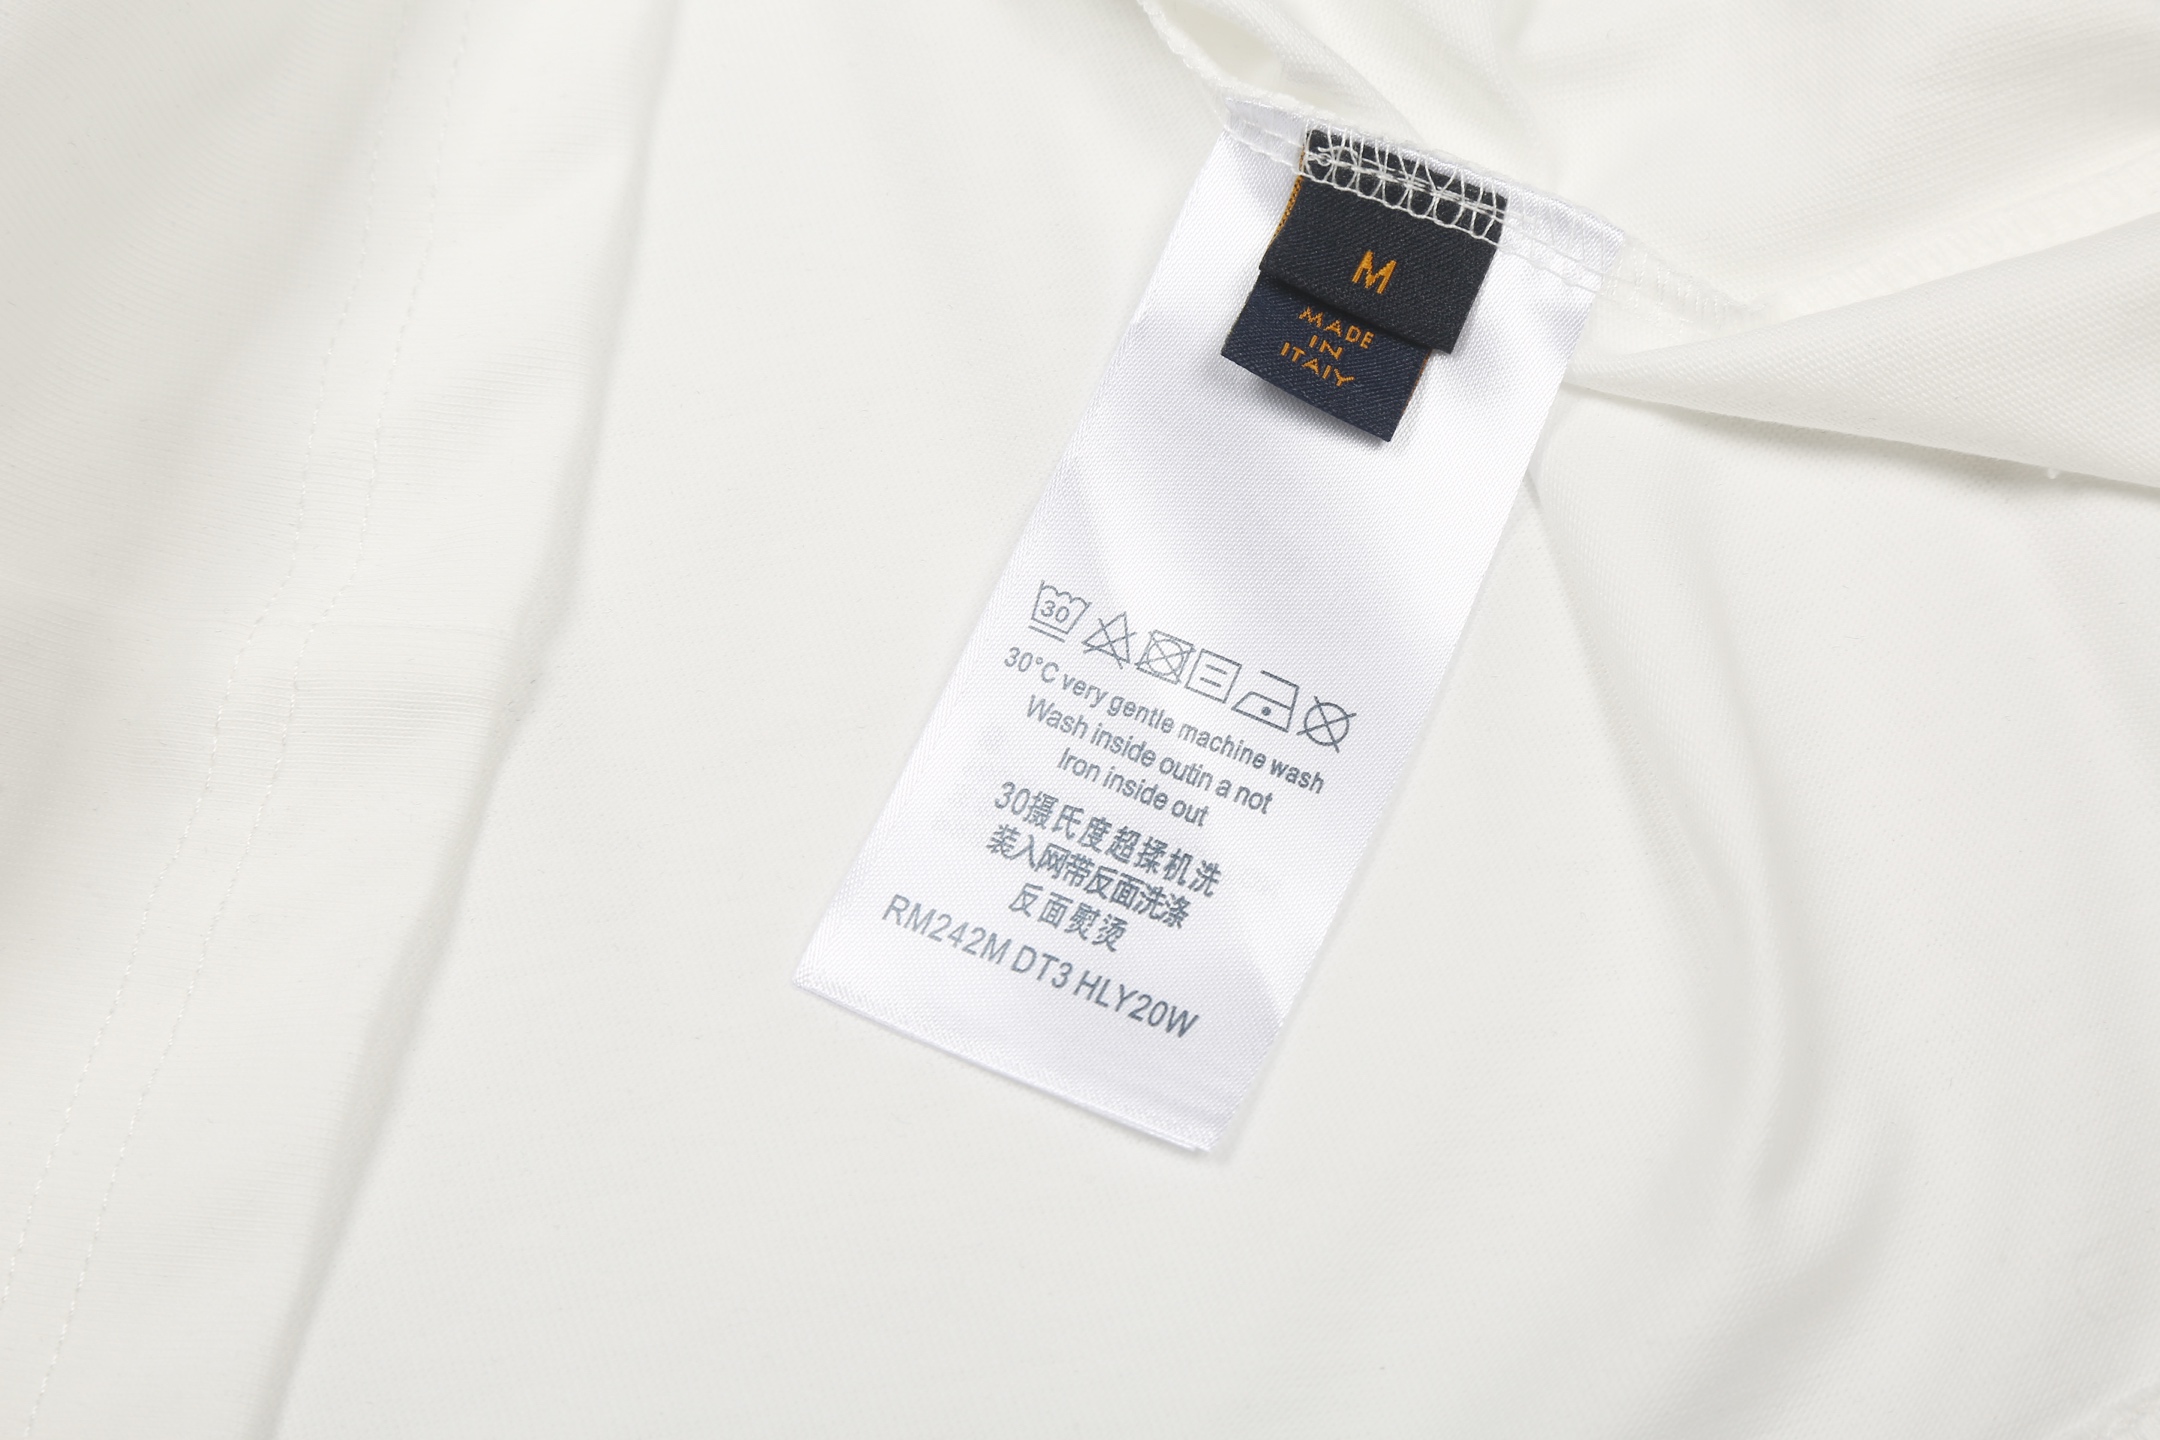 M
MADE
IN
ITAIY
30
30°C very gentle machine wash
Wash inside outin a not
Iron inside out
30摄氏度超揉机洗
装入网带反面洗涤
反面熨烫
RM242M DT3 HLY20W